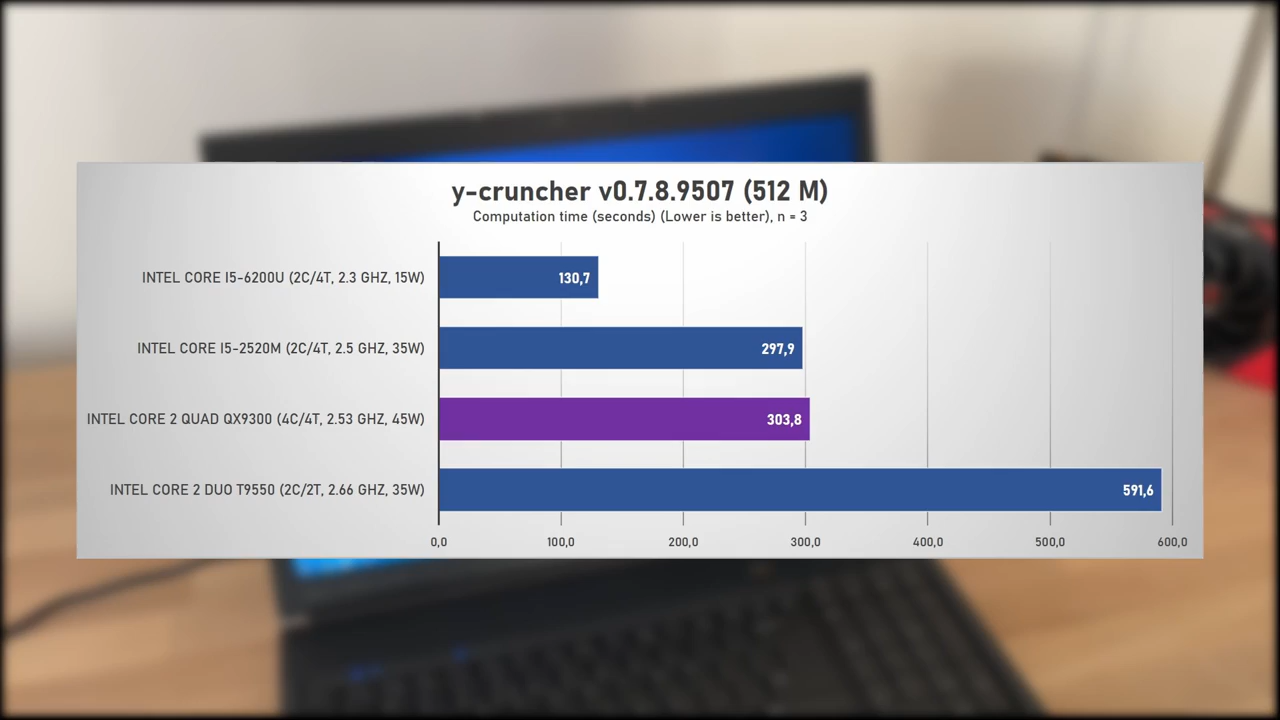 y-cruncher v0.7.8.9507 (512 M)
Computation time (seconds) (Lower is better), n = 3
INTEL CORE I5-6200U (2C/4T, 2.3 GHZ, 15W)
130,7
INTEL CORE I5-2520M (2C/4T, 2.5 GHZ, 35W)
297,9
INTEL CORE 2 QUAD QX9300 (4C/4T, 2.53 GHZ, 45W)
303,8
INTEL CORE 2 DUO T9550 (2C/2T, 2.66 GHZ, 35W)
591,6
0,0 100,0 200,0 300,0 400,0 500,0 600,0